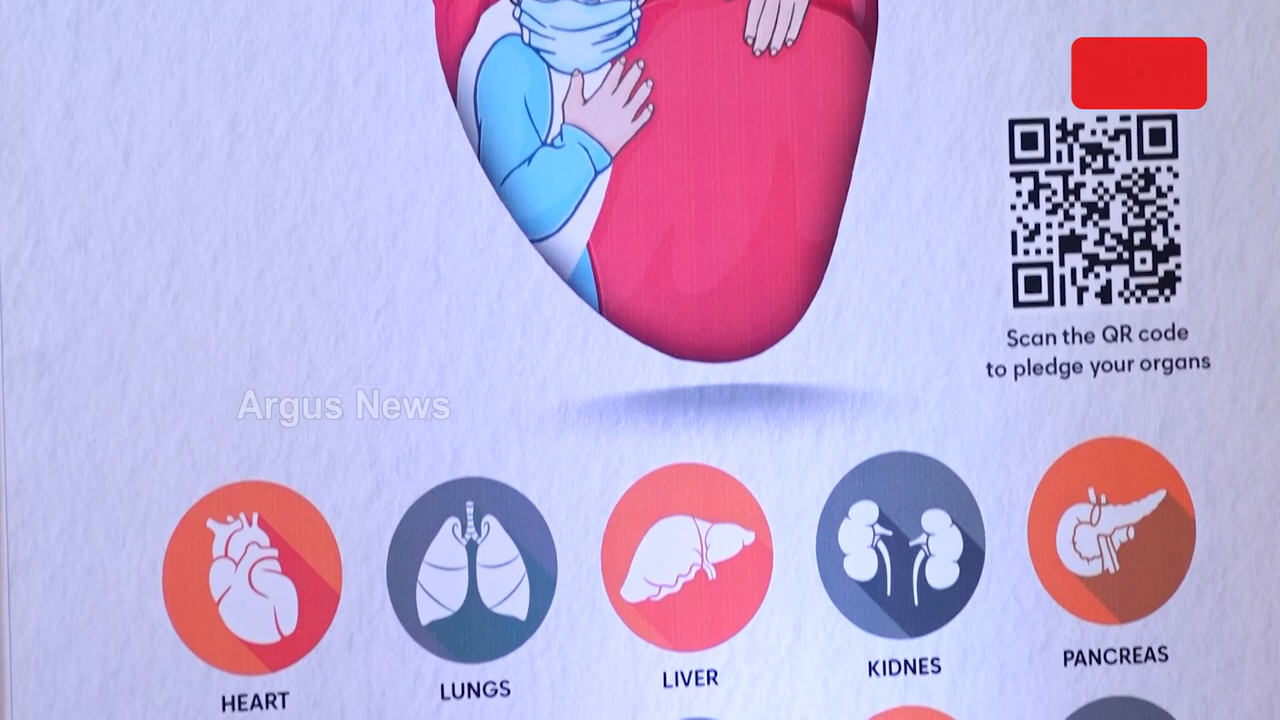 Scan the QR code
to pledge your organs
Argus News
HEART
LUNGS
LIVER
KIDNES
PANCREAS